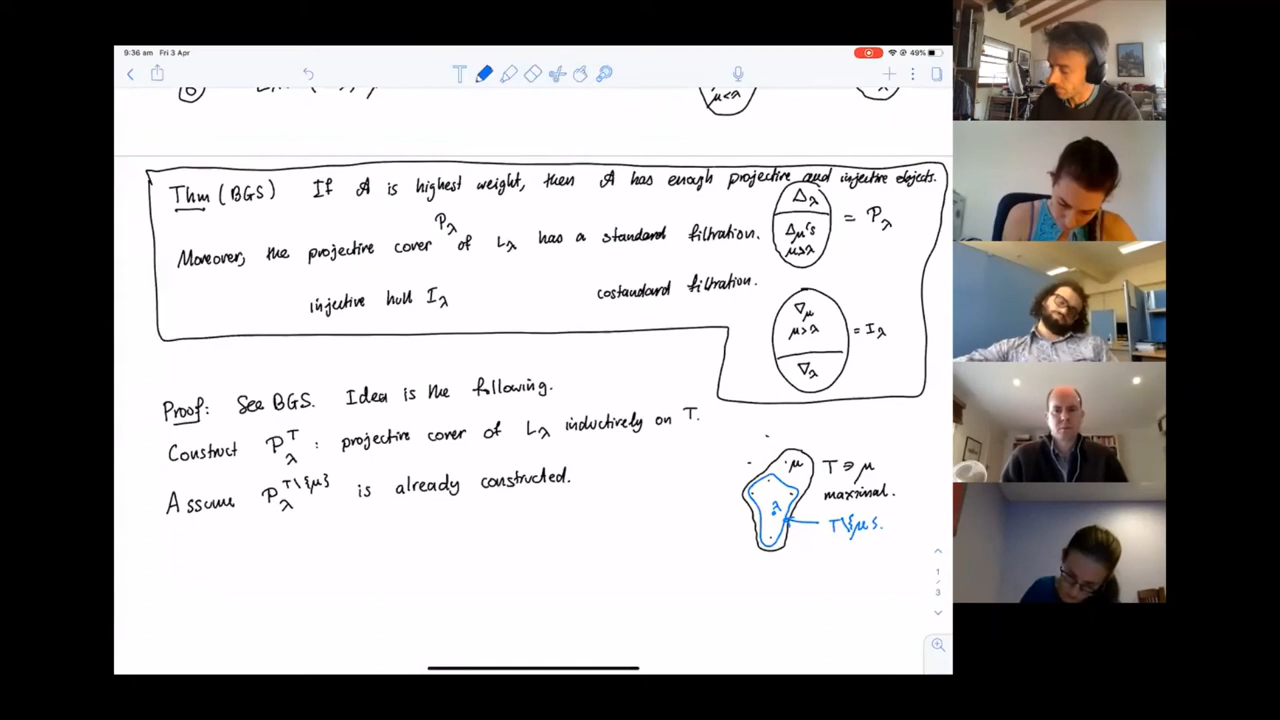 9:36 am Fri 3 Apr
49%
T
6
μ<λ
Thm (BGS) If A is highest weight, then A has enough projective and injective objects.
Moreover, the projective cover P_λ of L_λ has a standard filtration.
Δ_λ
Δ_μ's
μ>λ
= P_λ
injective hull I_λ costandard filtration.
∇_μ
μ>λ
∇_λ
= I_λ
Proof: See BGS. Idea is the following.
Construct P_λ^T : projective cover of L_λ inductively on T.
Assume P_λ^{T\{μ}} is already constructed.
μ T ∋ μ
maximal.
λ
T\{μ}.
1
/
3